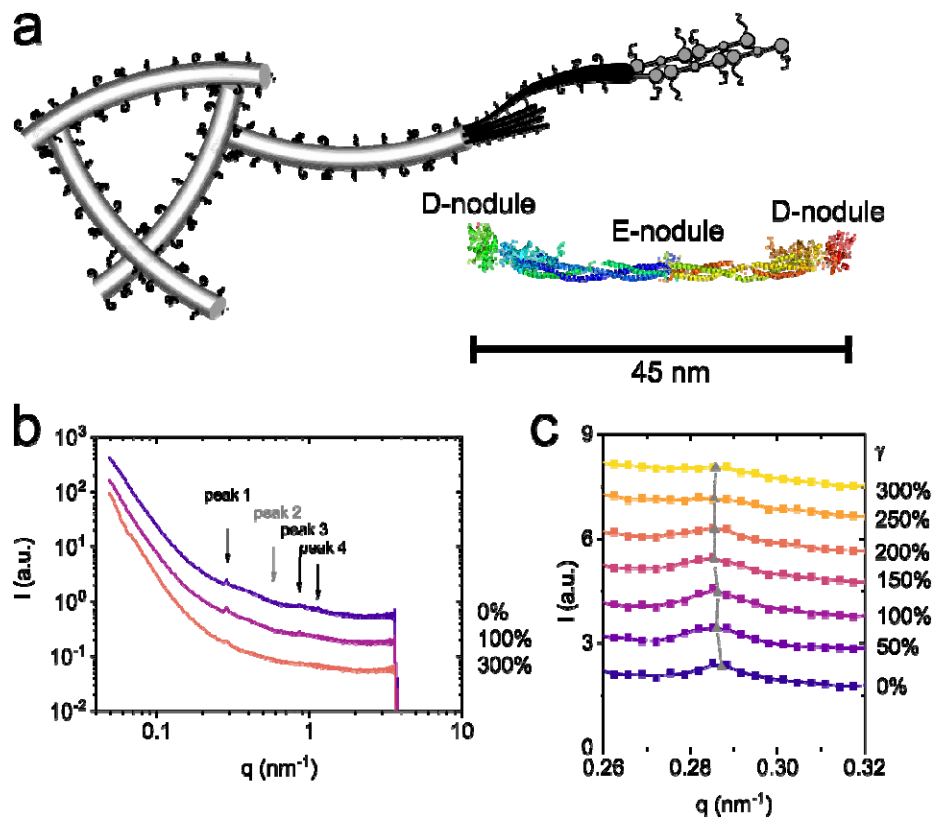 a
D-nodule
E-nodule
D-nodule
45 nm
b
10³
10²
10¹
10⁰
10⁻¹
10⁻²
I (a.u.)
peak 1
peak 2
peak 3
peak 4
0%
100%
300%
0.1
1
10
q (nm⁻¹)
c
9
6
3
0
I (a.u.)
γ
300%
250%
200%
150%
100%
50%
0%
0.26
0.28
0.30
0.32
q (nm⁻¹)